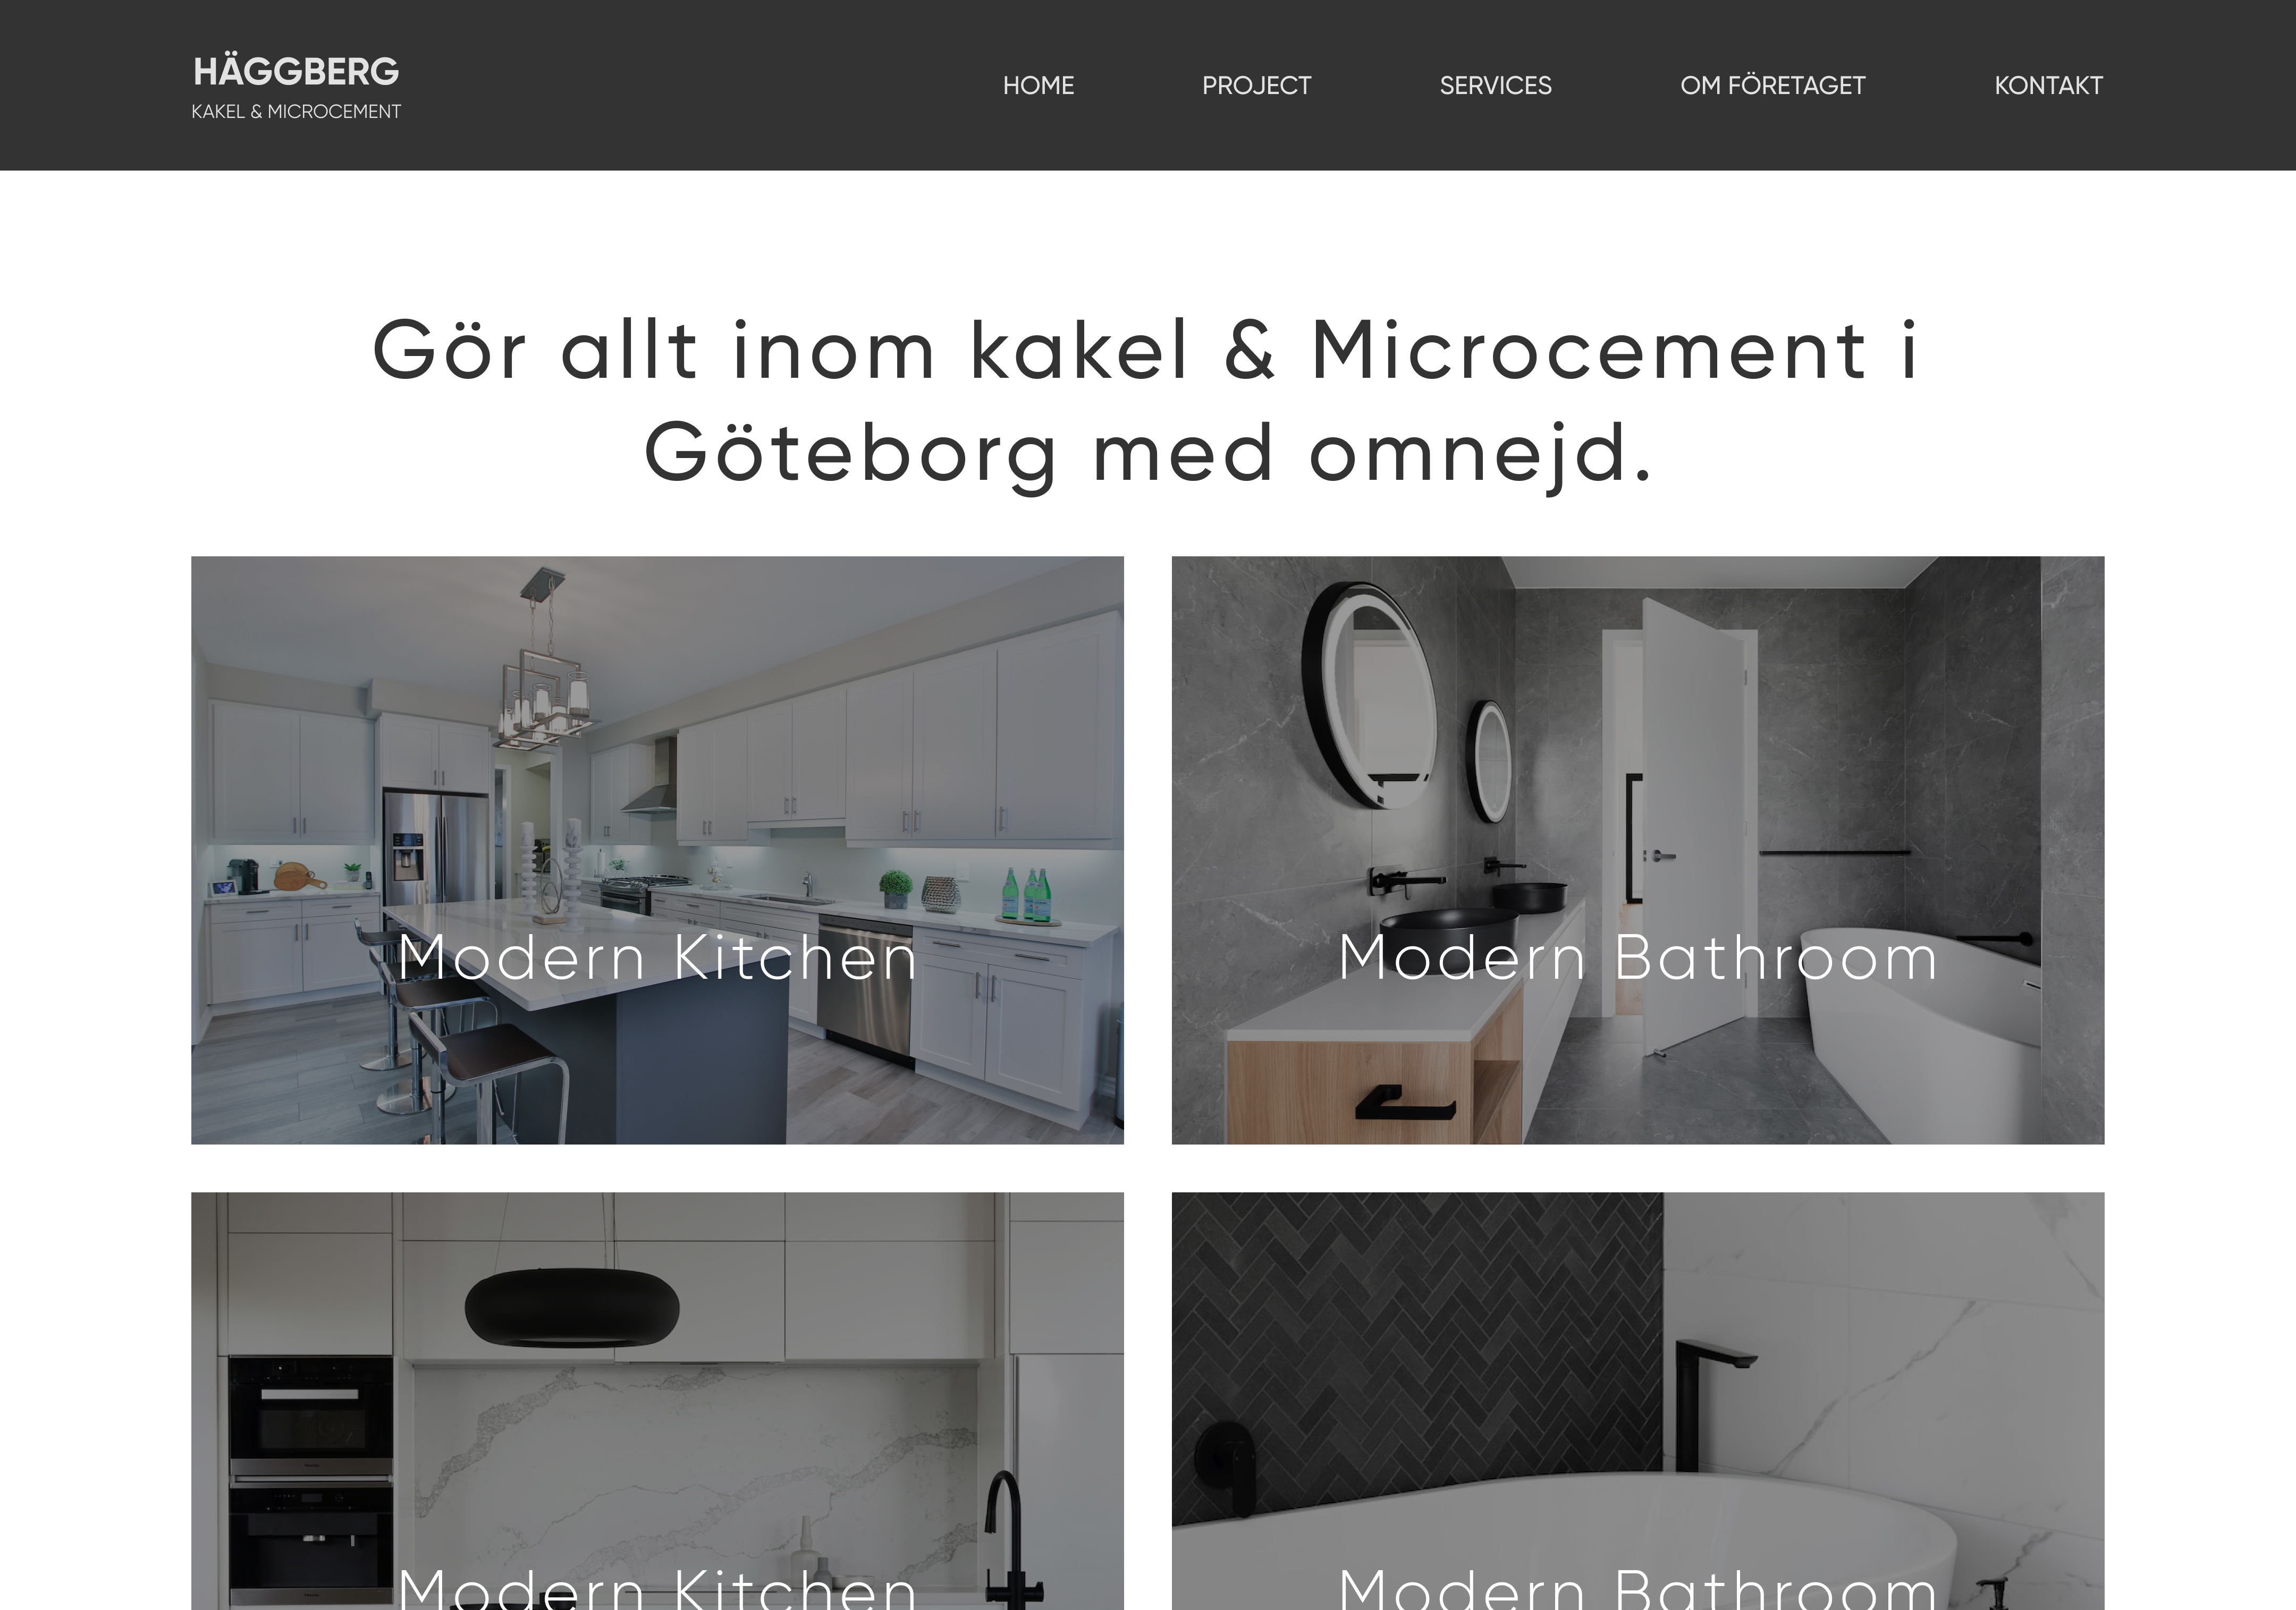 HÄGGBERG
KAKEL & MICROCEMENT
HOME PROJECT SERVICES OM FÖRETAGET KONTAKT
Gör allt inom kakel & Microcement i
Göteborg med omnejd.
Modern Kitchen
Modern Bathroom
Modern Kitchen
Modern Bathroom